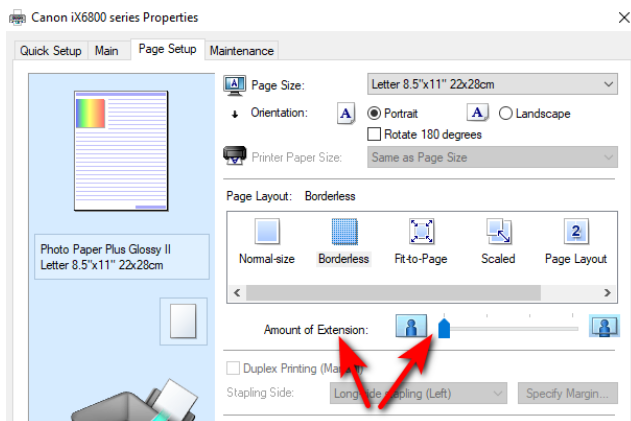 Canon iX6800 series Properties
Quick Setup Main Page Setup Maintenance
Page Size: Letter 8.5"x11" 22x28cm
Orientation: A Portrait A Landscape
Rotate 180 degrees
Printer Paper Size: Same as Page Size
Page Layout: Borderless
Photo Paper Plus Glossy II
Letter 8.5"x11" 22x28cm
2
Normal-size Borderless Fit-to-Page Scaled Page Layout
Amount of Extension:
Duplex Printing
Stapling Side: stapling (Left) Specify Margin...